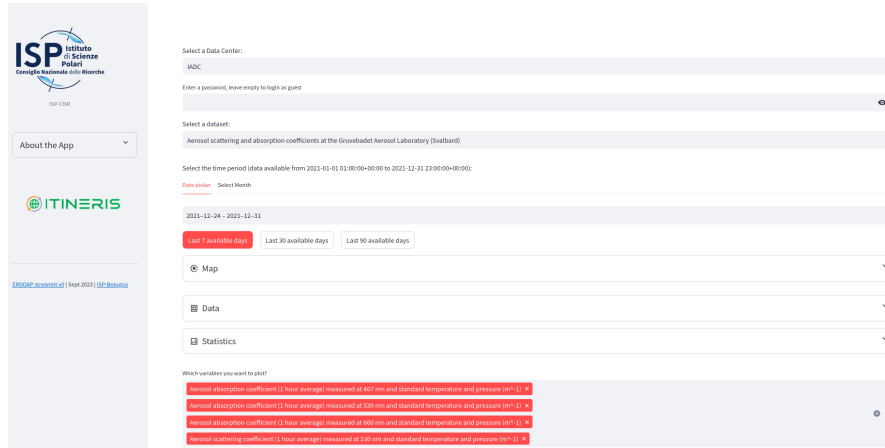 ISP Istituto
di Scienze
Polari
Consiglio Nazionale delle Ricerche
ISP-CNR
About the App
ITINERIS
ERDDAP streamlit v0 | Sept 2023 | ISP-Bologna
Select a Data Center:
IADC
Enter a password, leave empty to login as guest
Select a dataset:
Aerosol scattering and absorption coefficients at the Gruvebadet Aerosol Laboratory (Svalbard)
Select the time period (data available from 2021-01-01 01:00:00+00:00 to 2021-12-31 23:00:00+00:00):
Date picker Select Month
2021-12-24 – 2021-12-31
Last 7 available days Last 30 available days Last 90 available days
Map
Data
Statistics
Which variables you want to plot?
Aerosol absorption coefficient (1 hour average) measured at 467 nm and standard temperature and pressure (m^-1) ×
Aerosol absorption coefficient (1 hour average) measured at 530 nm and standard temperature and pressure (m^-1) ×
Aerosol absorption coefficient (1 hour average) measured at 660 nm and standard temperature and pressure (m^-1) ×
Aerosol scattering coefficient (1 hour average) measured at 530 nm and standard temperature and pressure (m^-1) ×